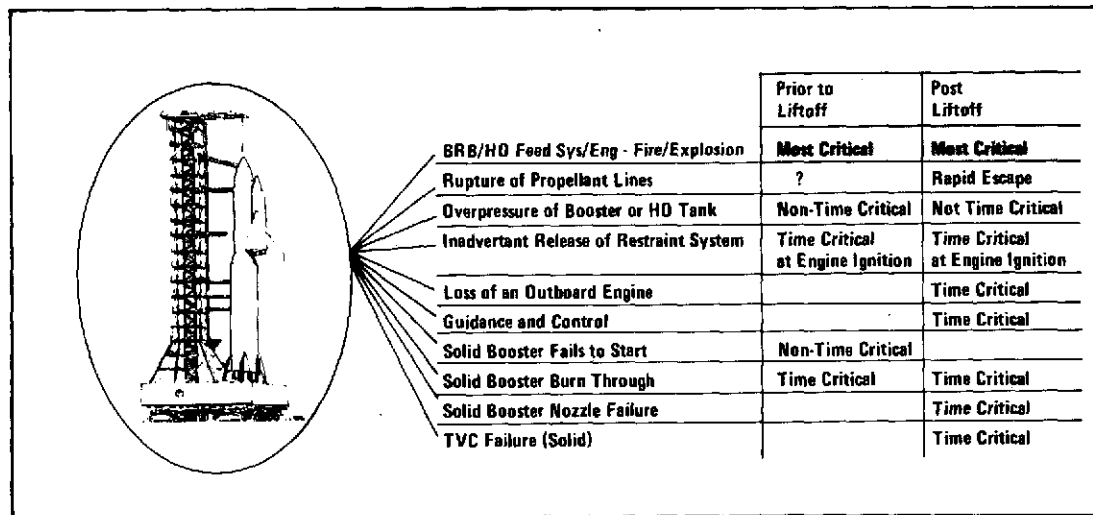 Prior to Liftoff Post Liftoff
BRB/HO Feed Sys/Eng - Fire/Explosion Most Critical Most Critical
Rupture of Propellant Lines ? Rapid Escape
Overpressure of Booster or HO Tank Non-Time Critical Not Time Critical
Inadvertant Release of Restraint System Time Critical at Engine Ignition Time Critical at Engine Ignition
Loss of an Outboard Engine Time Critical
Guidance and Control Time Critical
Solid Booster Fails to Start Non-Time Critical
Solid Booster Burn Through Time Critical Time Critical
Solid Booster Nozzle Failure Time Critical
TVC Failure (Solid) Time Critical